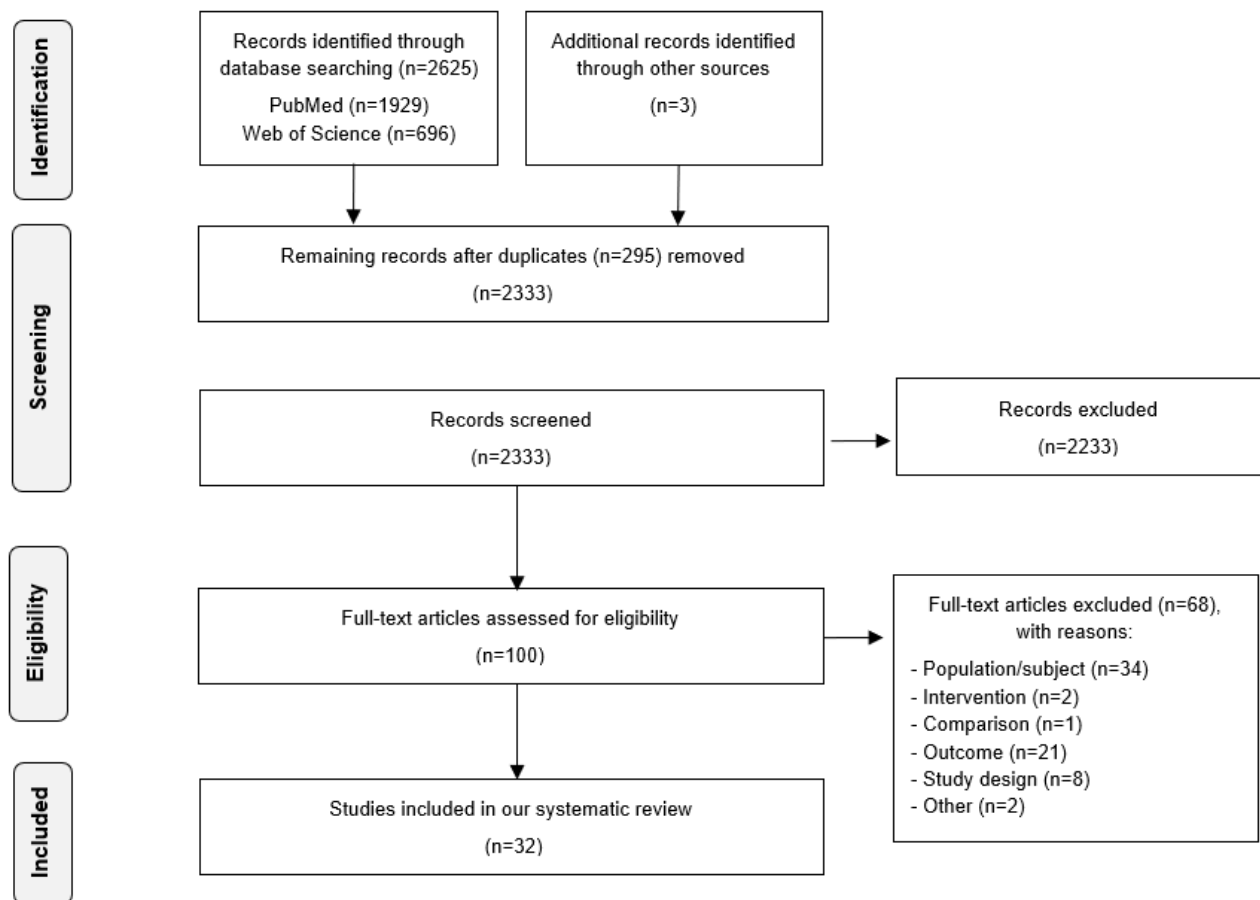 Identification
Records identified through
database searching (n=2625)
PubMed (n=1929)
Web of Science (n=696)
Additional records identified
through other sources
(n=3)
Screening
Remaining records after duplicates (n=295) removed
(n=2333)
Records screened
(n=2333)
Records excluded
(n=2233)
Eligibility
Full-text articles assessed for eligibility
(n=100)
Full-text articles excluded (n=68),
with reasons:
- Population/subject (n=34)
- Intervention (n=2)
- Comparison (n=1)
- Outcome (n=21)
- Study design (n=8)
- Other (n=2)
Included
Studies included in our systematic review
(n=32)